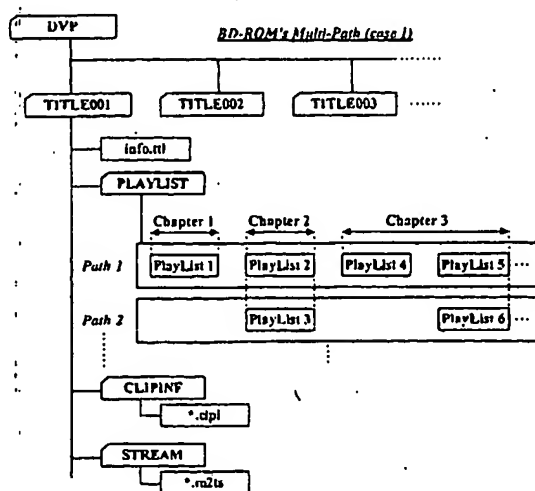 DVP
BD-ROM's Multi-Path (case 1)
TITLE001 TITLE002 TITLE003
info.ttl
PLAYLIST
Chapter 1 Chapter 2 Chapter 3
Path 1 PlayList 1 PlayList 2 PlayList 4 PlayList 5 ...
Path 2 PlayList 3 PlayList 6 ...
CLIPINF
*.clpi
STREAM
*.m2ts